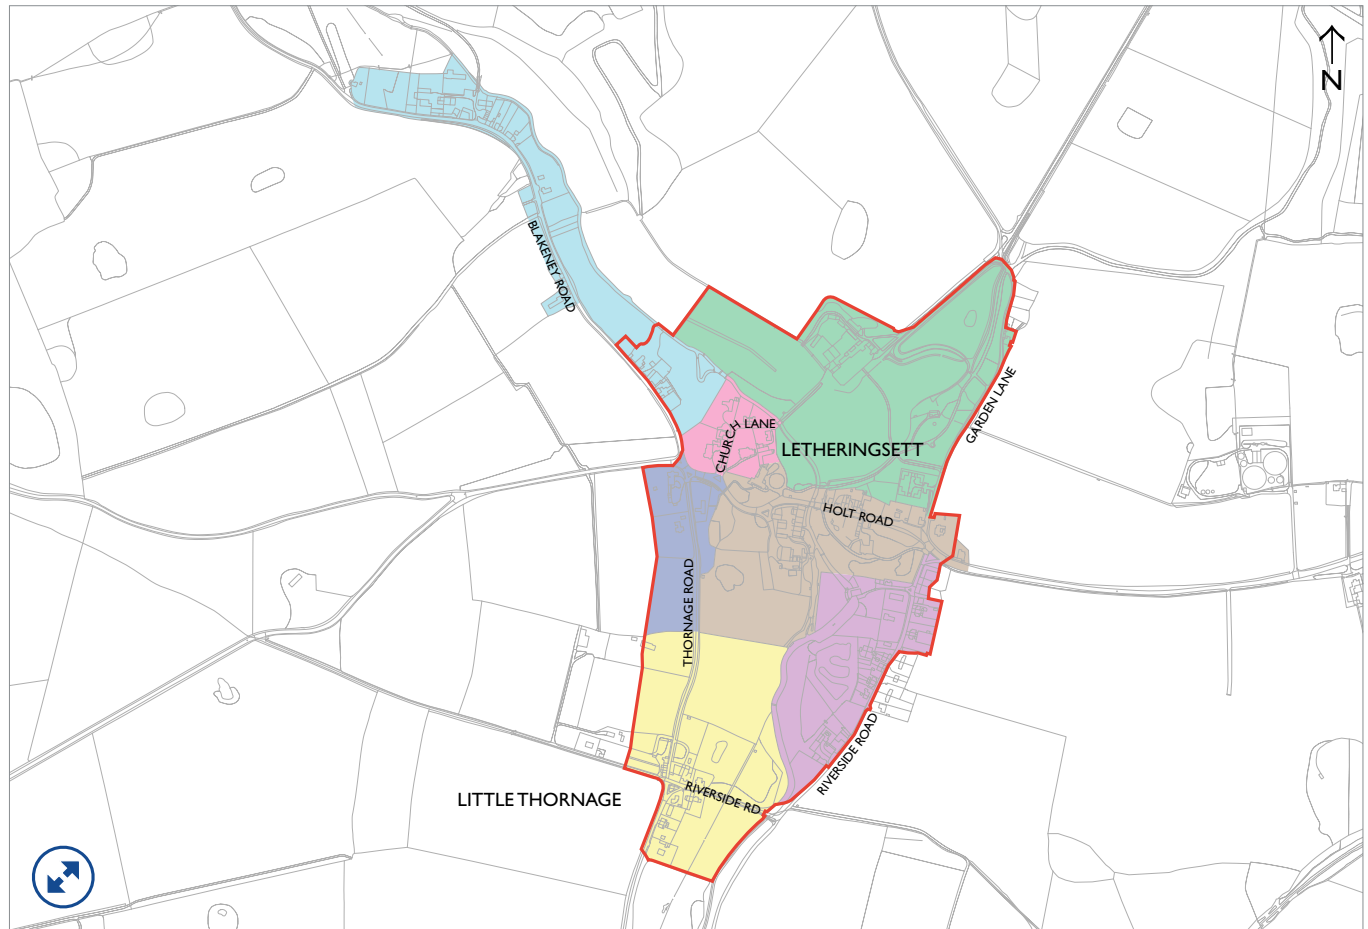 N
BLAKENEY ROAD
GARDEN LANE
CHURCH LANE
LETHERINGSETT
HOLT ROAD
THORNAGE ROAD
RIVERSIDE ROAD
RIVERSIDE RD
LITTLE THORNAGE